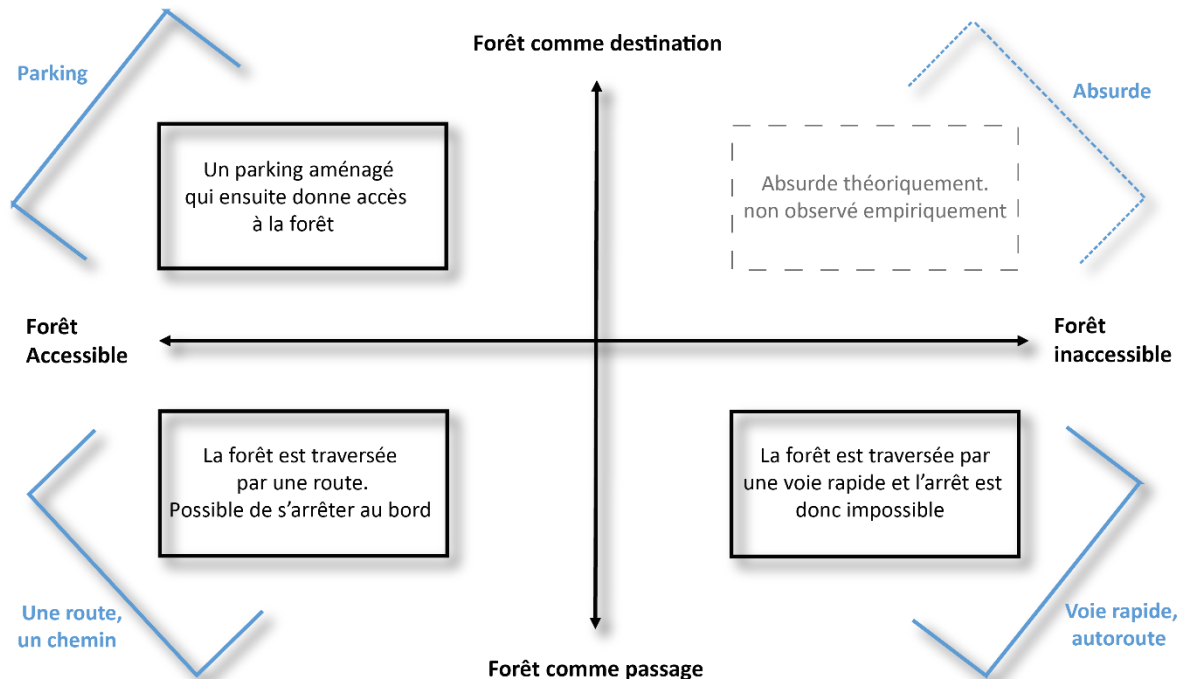 Forêt comme destination
Parking
Absurde
Un parking aménagé
qui ensuite donne accès
à la forêt
Absurde théoriquement.
non observé empiriquement
Forêt
Accessible
Forêt
inaccessible
La forêt est traversée
par une route.
Possible de s’arrêter au bord
La forêt est traversée par
une voie rapide et l’arrêt est
donc impossible
Une route,
un chemin
Voie rapide,
autoroute
Forêt comme passage